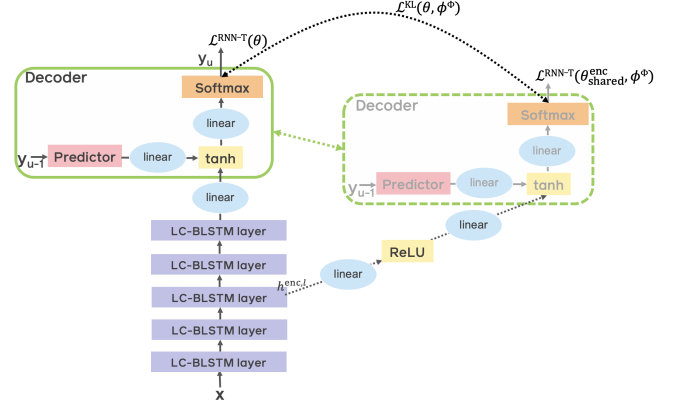 ℒ^KL(θ, ϕ^Φ)
ℒ^RNN-T(θ)
y_u
Decoder
Softmax
linear
y_u-1
Predictor
linear
tanh
linear
LC-BLSTM layer
LC-BLSTM layer
LC-BLSTM layer
LC-BLSTM layer
LC-BLSTM layer
x
h^enc,l
linear
ReLU
linear
ℒ^RNN-T(θ^enc_shared, ϕ^Φ)
Decoder
Softmax
linear
y_u-1
Predictor
linear
tanh